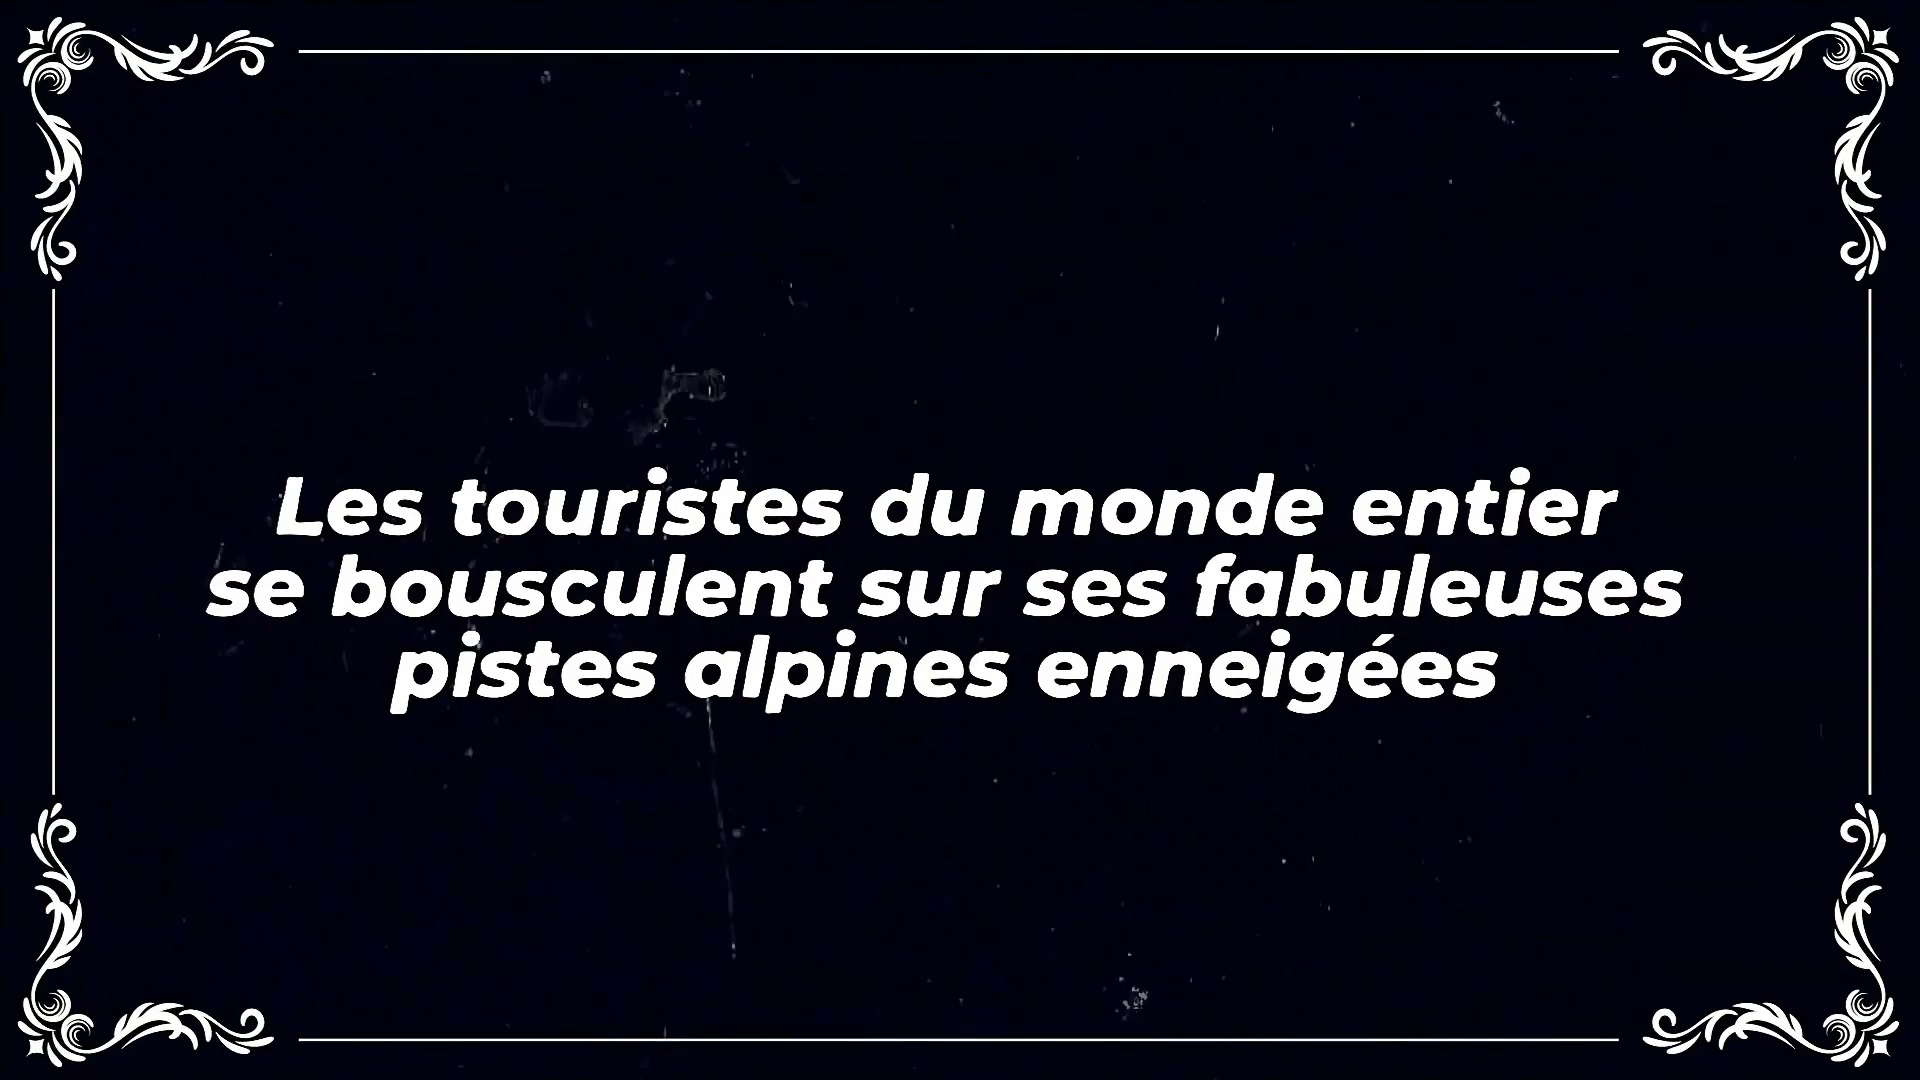 Les touristes du monde entier
se bousculent sur ses fabuleuses
pistes alpines enneigées